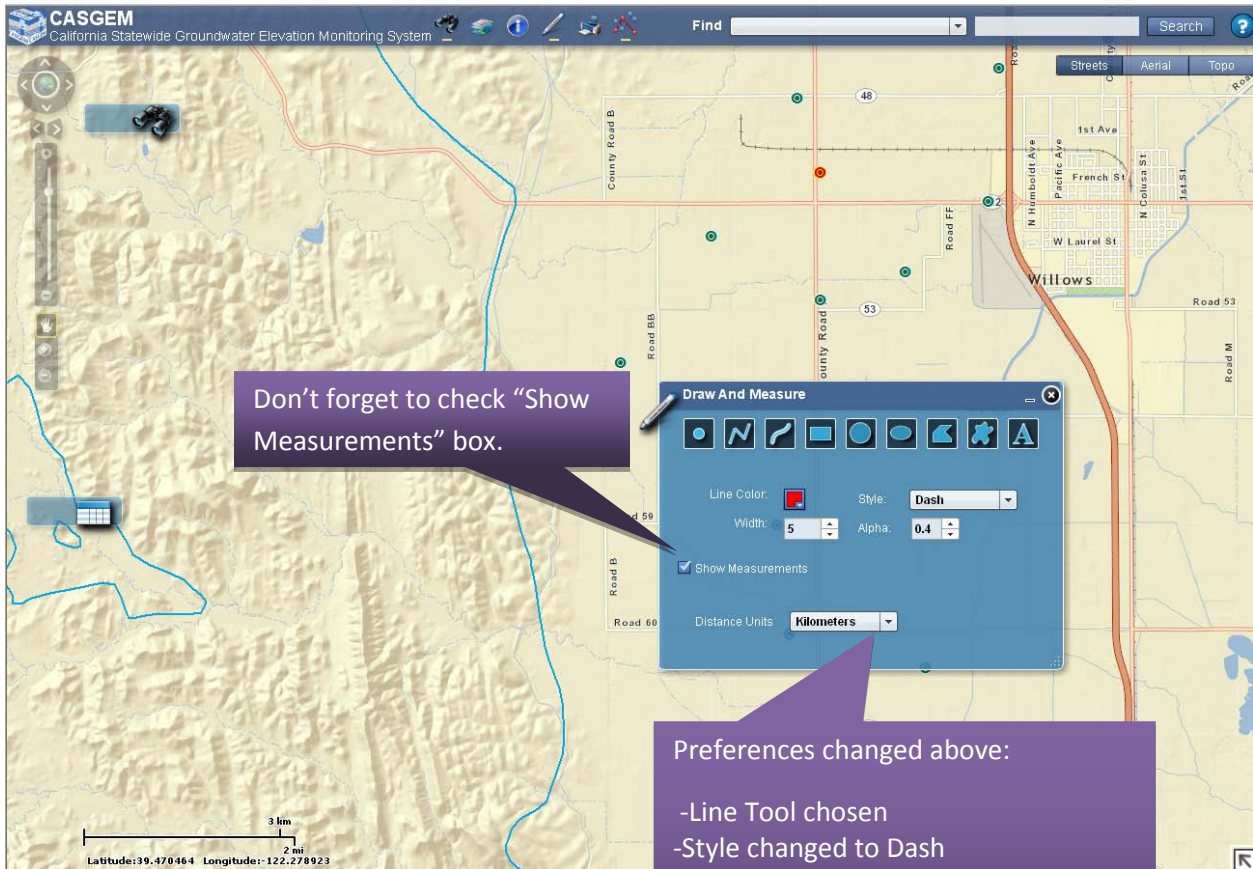 CASGEM
California Statewide Groundwater Elevation Monitoring System
Find
Search
?
Streets
Aerial
Topo
48
County Road B
1st Ave
N Humboldt Ave
Pacific Ave
French St
N Colusa St
1st St
2
Road FF
W Laurel St
Willows
Road 53
53
Road BB
ounty Road
Road M
Don’t forget to check “Show
Measurements” box.
Draw And Measure
A
Line Color:
Style:
Dash
Width:
5
Alpha:
0.4
Show Measurements
d 59
Road B
Road 60
Distance Units
Kilometers
Preferences changed above:
-Line Tool chosen
-Style changed to Dash
3 km
2 mi
Latitude:39.470464 Longitude:-122.278923